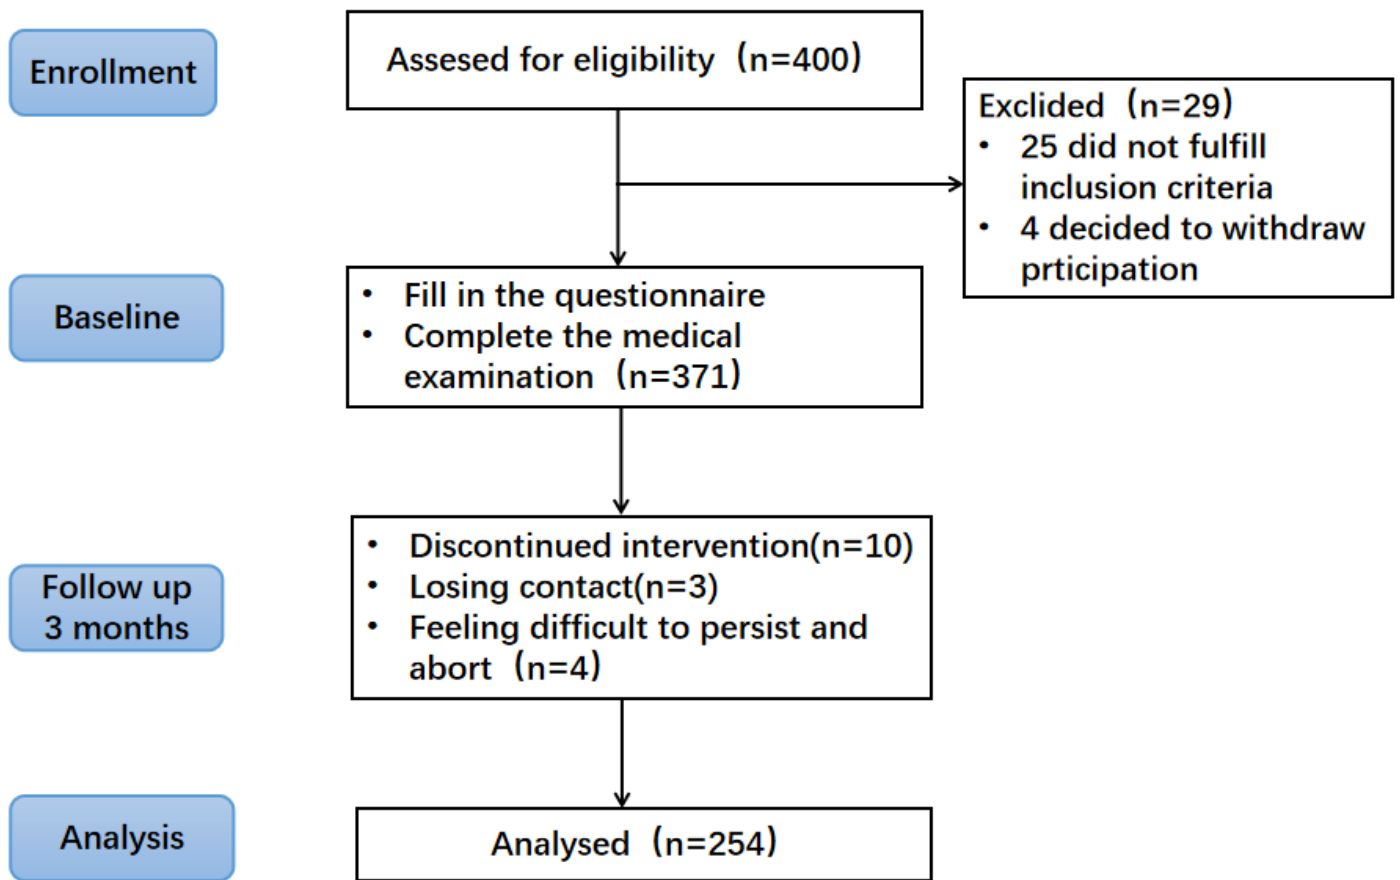 Enrollment
Assesed for eligibility（n=400）
Exclided（n=29）
• 25 did not fulfill
inclusion criteria
• 4 decided to withdraw
prticipation
Baseline
• Fill in the questionnaire
• Complete the medical
examination（n=371）
Follow up
3 months
• Discontinued intervention(n=10)
• Losing contact(n=3)
• Feeling difficult to persist and
abort（n=4）
Analysis
Analysed（n=254）